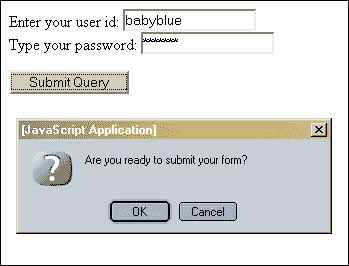 Enter your user id: babyblue
Type your password: *******
Submit Query
[JavaScript Application]
Are you ready to submit your form?
OK Cancel